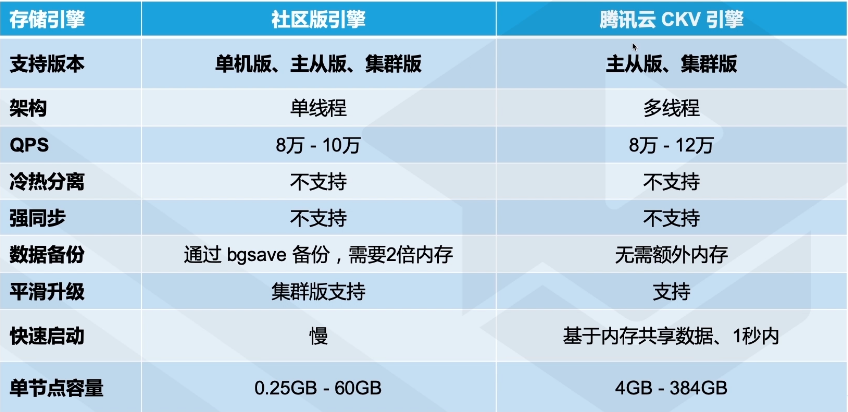 存储引擎 社区版引擎 腾讯云 CKV 引擎
支持版本 单机版、主从版、集群版 主从版、集群版
架构 单线程 多线程
QPS 8万 - 10万 8万 - 12万
冷热分离 不支持 不支持
强同步 不支持 不支持
数据备份 通过 bgsave 备份，需要2倍内存 无需额外内存
平滑升级 集群版支持 支持
快速启动 慢 基于内存共享数据、1秒内
单节点容量 0.25GB - 60GB 4GB - 384GB